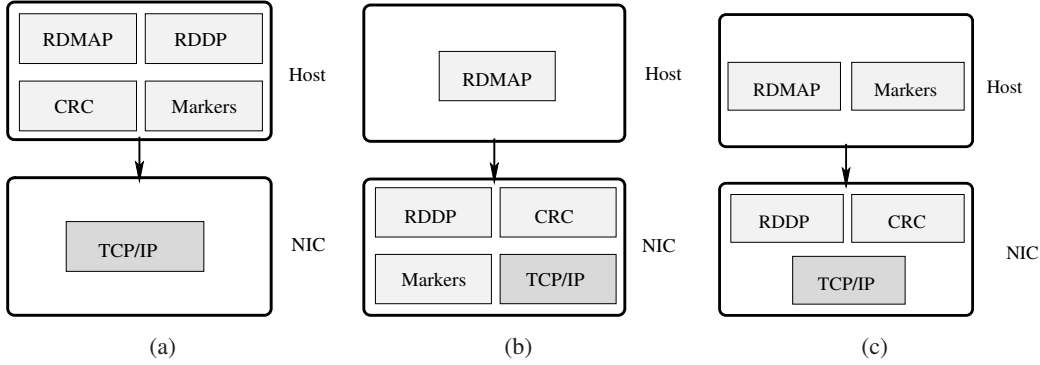 RDMAP RDDP
CRC Markers
Host
TCP/IP
NIC
(a)
RDMAP
Host
RDDP CRC
Markers TCP/IP
NIC
(b)
RDMAP Markers
Host
RDDP CRC
TCP/IP
NIC
(c)